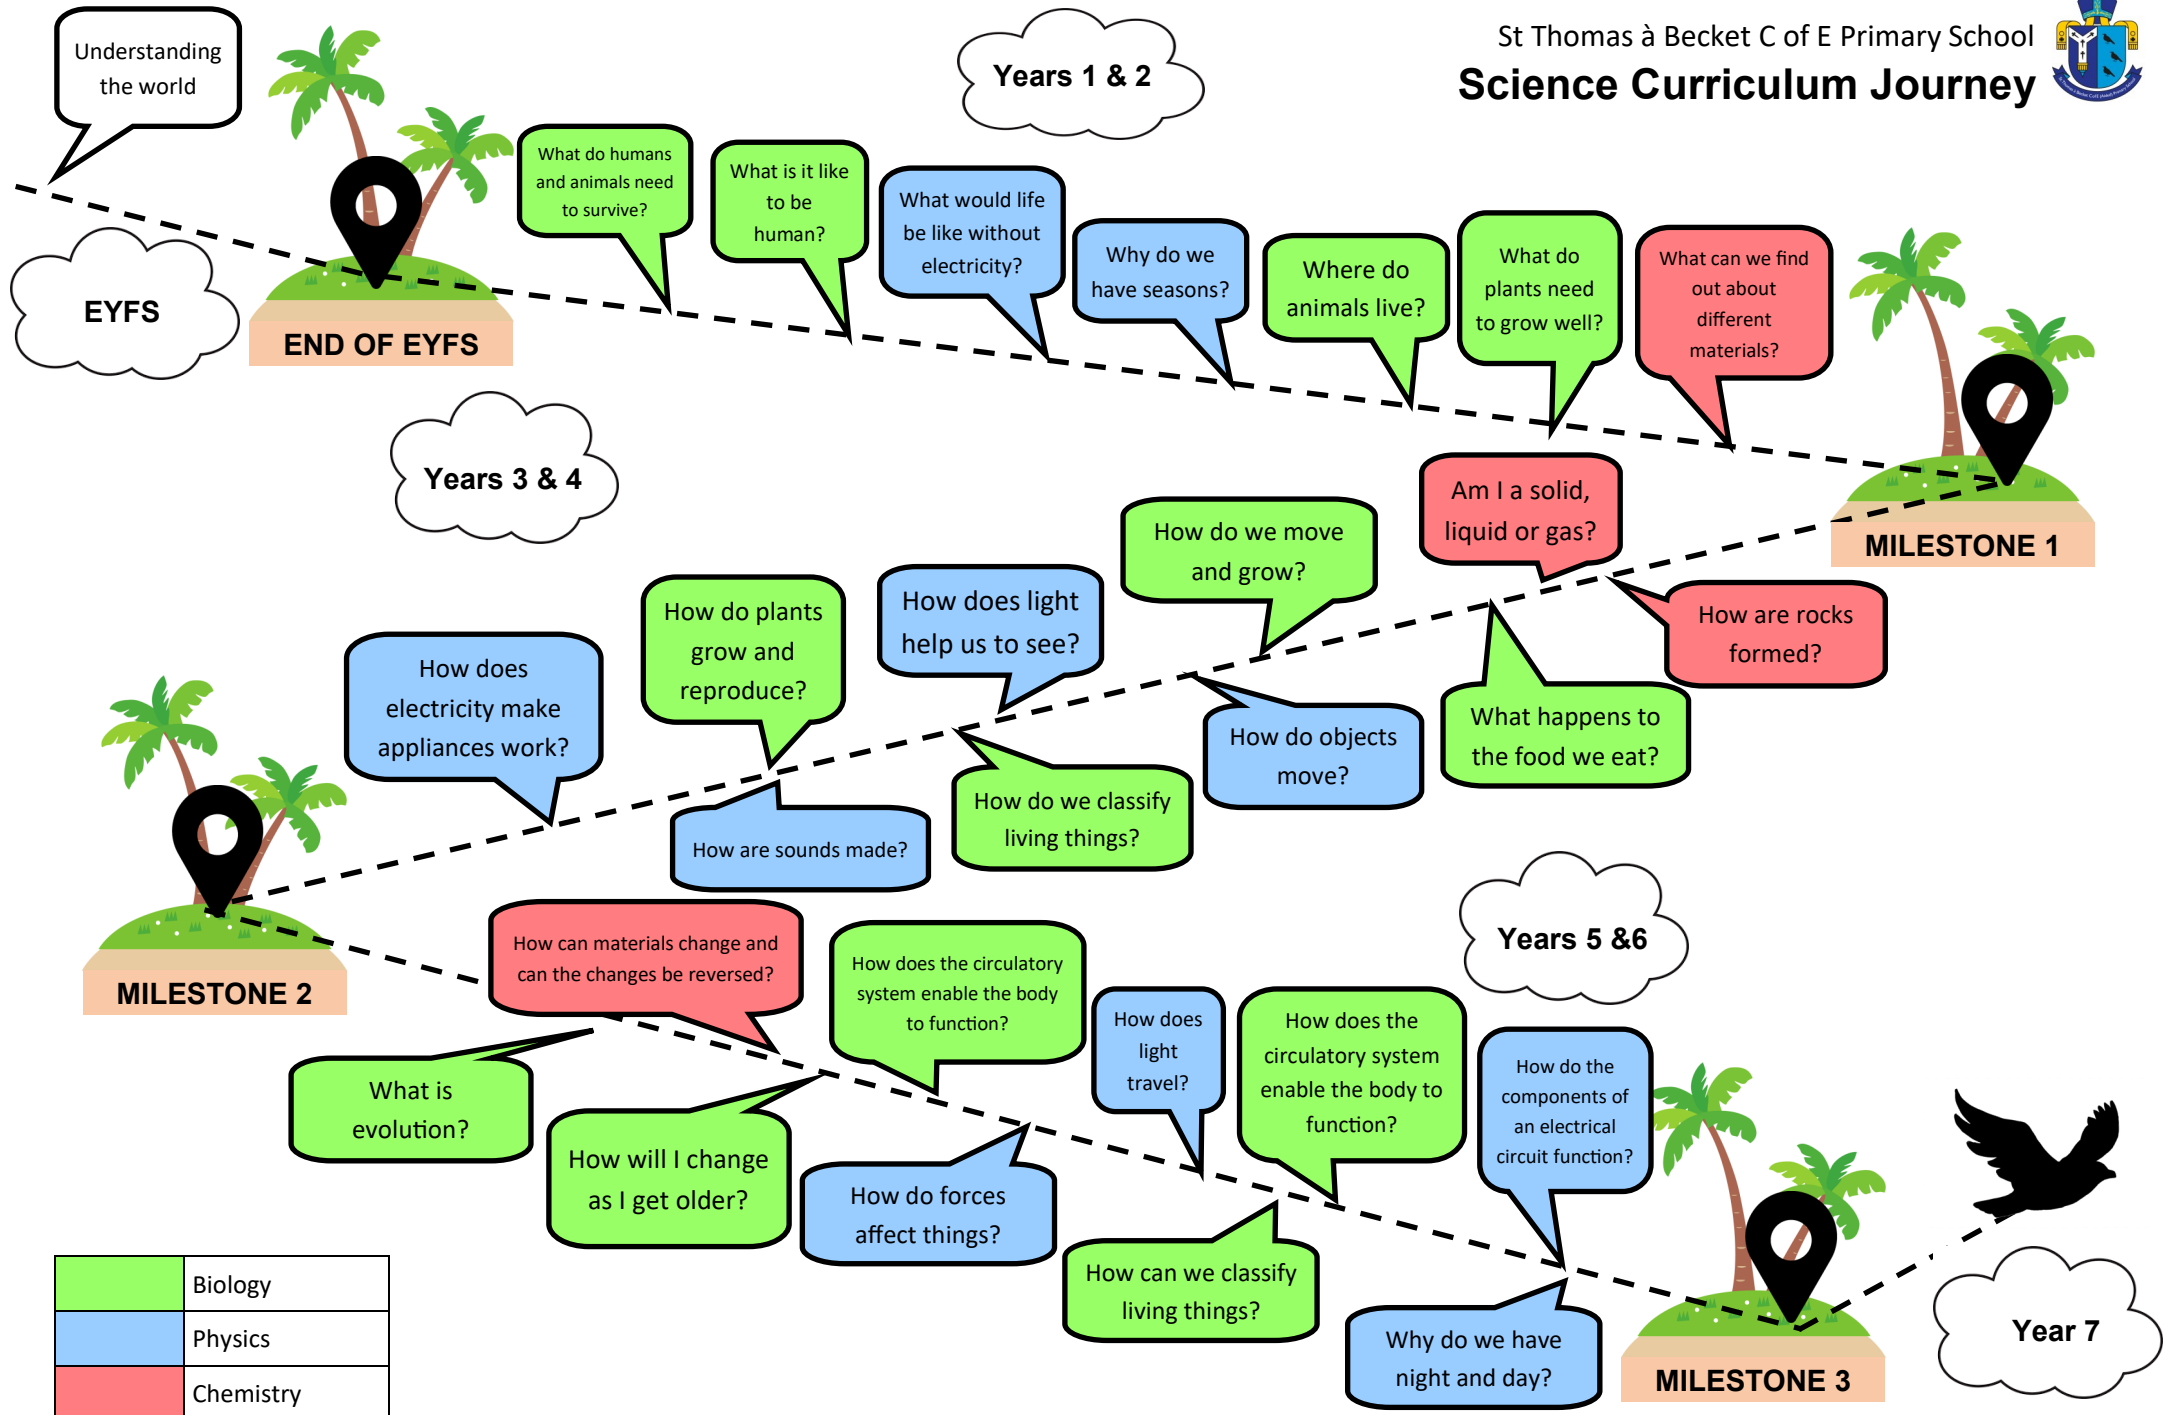 St Thomas à Becket C of E Primary School
Science Curriculum Journey
Understanding
the world
EYFS
END OF EYFS
Years 1 & 2
What do humans
and animals need
to survive?
What is it like
to be
human?
What would life
be like without
electricity?
Why do we
have seasons?
Where do
animals live?
What do
plants need
to grow well?
What can we find
out about
different
materials?
MILESTONE 1
Years 3 & 4
How are rocks
formed?
Am I a solid,
liquid or gas?
What happens to
the food we eat?
How do we move
and grow?
How do objects
move?
How does light
help us to see?
How do we classify
living things?
How do plants
grow and
reproduce?
How are sounds made?
How does
electricity make
appliances work?
MILESTONE 2
Years 5 &6
What is
evolution?
How can materials change and
can the changes be reversed?
How will I change
as I get older?
How does the circulatory
system enable the body
to function?
How do forces
affect things?
How does
light
travel?
How can we classify
living things?
How does the
circulatory system
enable the body to
function?
How do the
components of
an electrical
circuit function?
Why do we have
night and day?
MILESTONE 3
Year 7
Biology
Physics
Chemistry